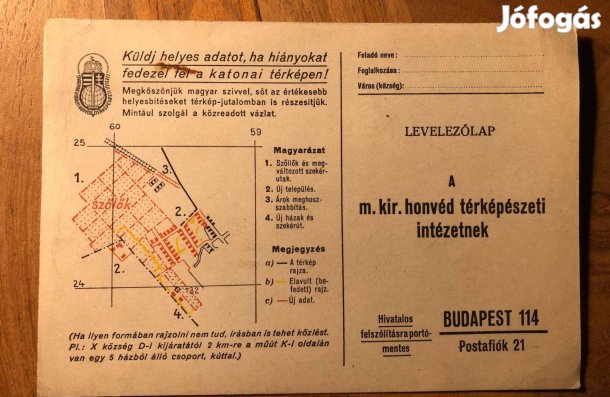 Jófogás
Küldj helyes adatot, ha hiányokat
fedezel fel a katonai térképen!
Megköszönjük magyar szivvel, sőt az értékesebb
helyesbítéseket térkép-jutalomban is részesitjük.
Mintául szolgál a közreadott vázlat.
60
59
25
24
1.
3.
szőlők
2.
2.
4.
132
Magyarázat
1. Szőllők és meg-
változott szekér-
utak.
2. Új település.
3. Árok meghosz-
szabbítás.
4. Új házak és
szekérút.
Megjegyzés
a) — A térkép
rajza.
b) — Elavult (be-
fedett) rajz.
c) — Új adat.
(Ha ilyen formában rajzolni nem tud, irásban is tehet közlést.
Pl.: X község D-i kijáratától 2 km-re a műút K-i oldalán
van egy 5 házból álló csoport, kúttal.)
Feladó neve:
Foglalkozása:
Város (község):
LEVELEZŐLAP
A
m. kir. honvéd térképészeti
intézetnek
Hivatalos
felszólításra portó-
mentes
BUDAPEST 114
Postafiók 21